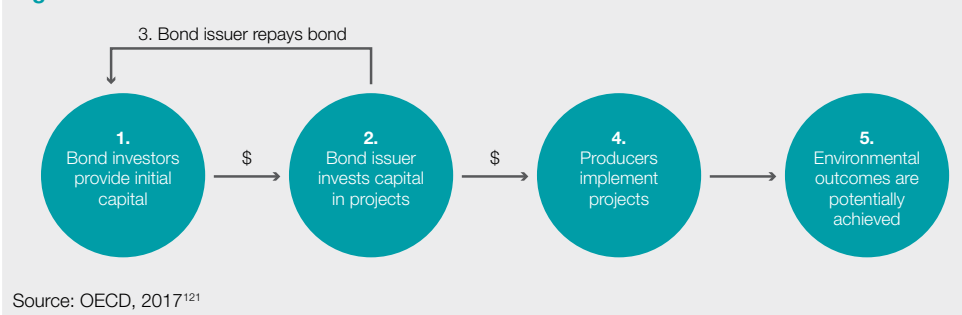 3. Bond issuer repays bond
1.
Bond investors
provide initial
capital
$
2.
Bond issuer
invests capital
in projects
$
4.
Producers
implement
projects
5.
Environmental
outcomes are
potentially
achieved
Source: OECD, 2017¹²¹